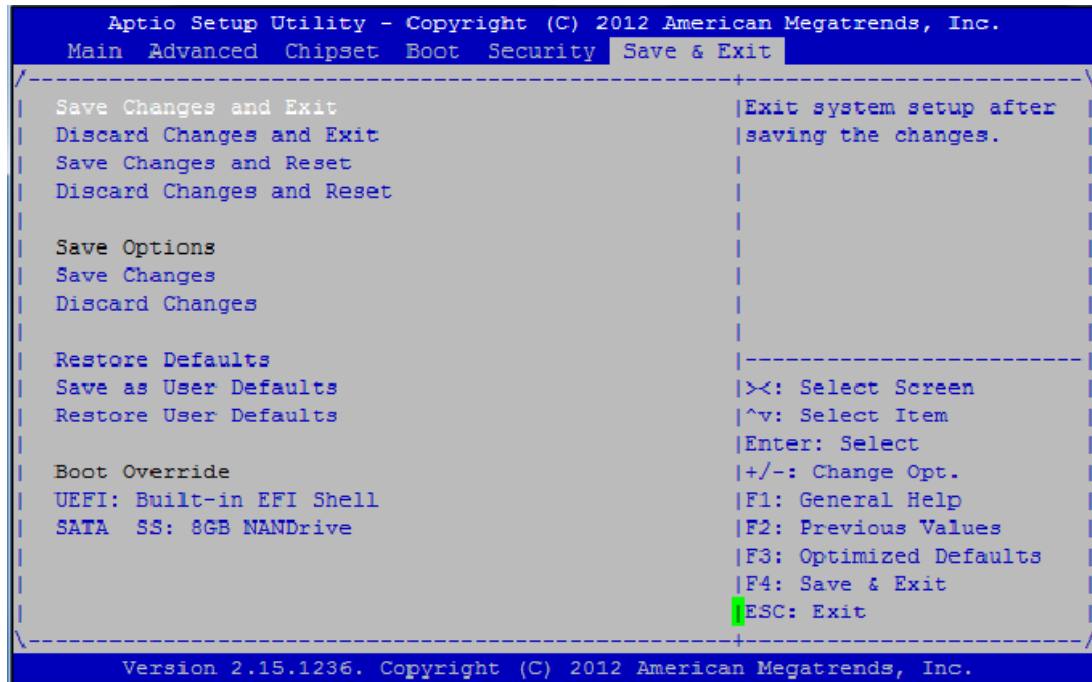 Aptio Setup Utility - Copyright (C) 2012 American Megatrends, Inc.
Main Advanced Chipset Boot Security Save & Exit
Save Changes and Exit
Discard Changes and Exit
Save Changes and Reset
Discard Changes and Reset
Save Options
Save Changes
Discard Changes
Restore Defaults
Save as User Defaults
Restore User Defaults
Boot Override
UEFI: Built-in EFI Shell
SATA SS: 8GB NANDrive
Exit system setup after
saving the changes.
><: Select Screen
^v: Select Item
Enter: Select
+/-: Change Opt.
F1: General Help
F2: Previous Values
F3: Optimized Defaults
F4: Save & Exit
ESC: Exit
Version 2.15.1236. Copyright (C) 2012 American Megatrends, Inc.